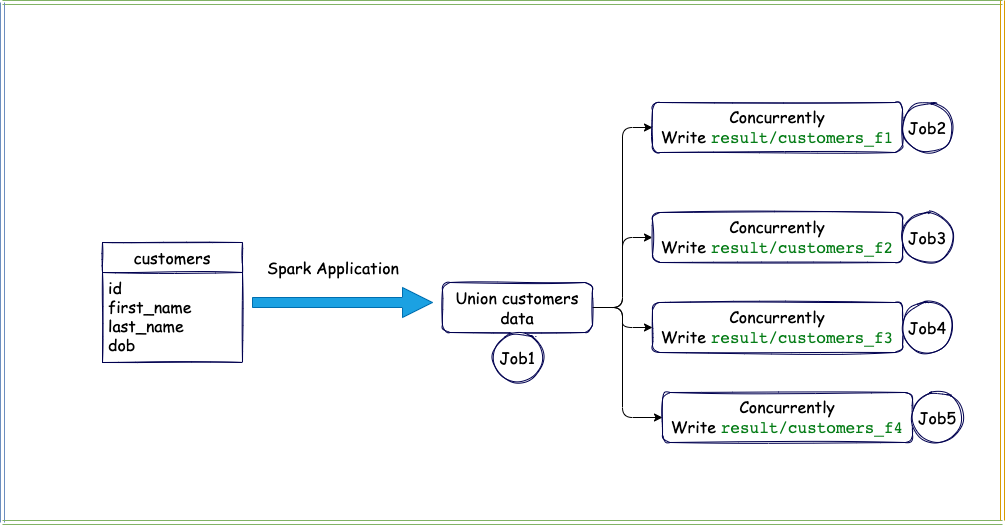 customers
id
first_name
last_name
dob
Spark Application
Union customers
data
Job1
Concurrently
Write result/customers_f1
Job2
Concurrently
Write result/customers_f2
Job3
Concurrently
Write result/customers_f3
Job4
Concurrently
Write result/customers_f4
Job5